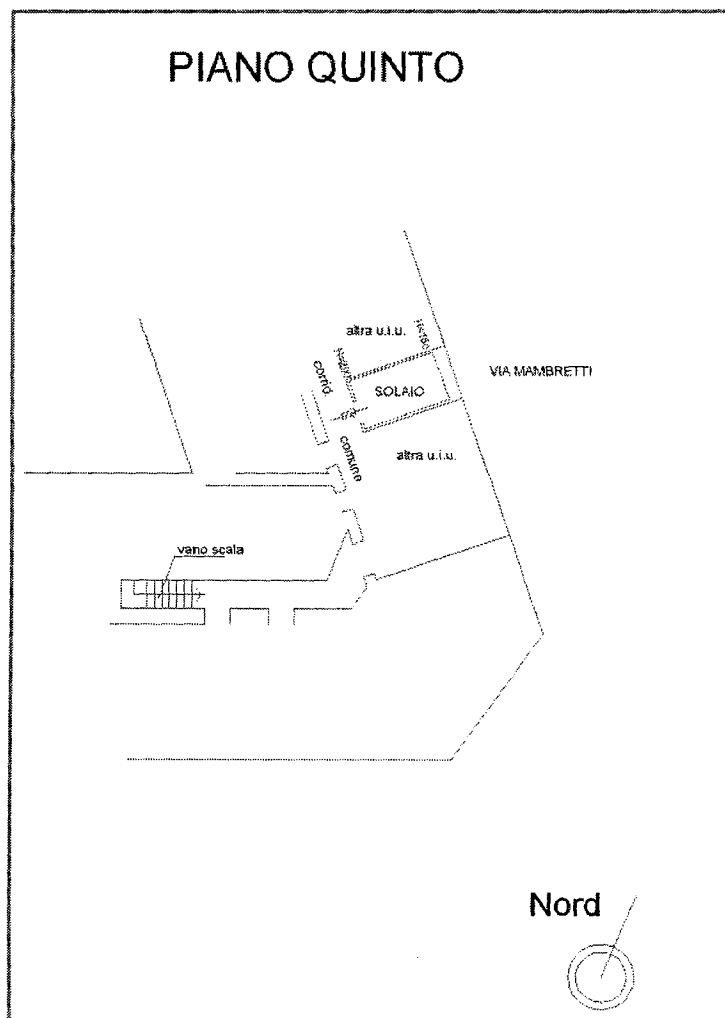 PIANO QUINTO
altra u.i.u.
VIA MAMBRETTI
corrid.
SOLAIO
comune
altra u.i.u.
vano scala
Nord